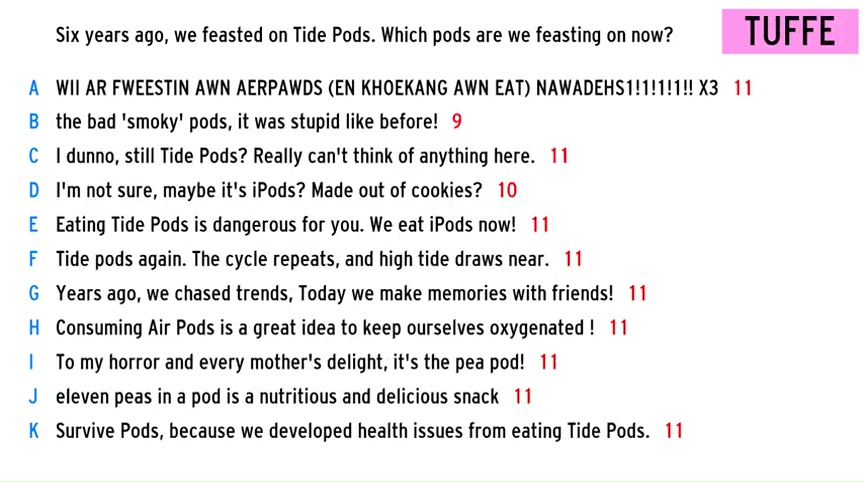 Six years ago, we feasted on Tide Pods. Which pods are we feasting on now?
TUFFE
A WII AR FWEESTIN AWN AERPAWDS (EN KHOEKANG AWN EAT) NAWADEHS1!1!1!1!! X3 11
B the bad 'smoky' pods, it was stupid like before! 9
C I dunno, still Tide Pods? Really can't think of anything here. 11
D I'm not sure, maybe it's iPods? Made out of cookies? 10
E Eating Tide Pods is dangerous for you. We eat iPods now! 11
F Tide pods again. The cycle repeats, and high tide draws near. 11
G Years ago, we chased trends, Today we make memories with friends! 11
H Consuming Air Pods is a great idea to keep ourselves oxygenated ! 11
I To my horror and every mother's delight, it's the pea pod! 11
J eleven peas in a pod is a nutritious and delicious snack 11
K Survive Pods, because we developed health issues from eating Tide Pods. 11